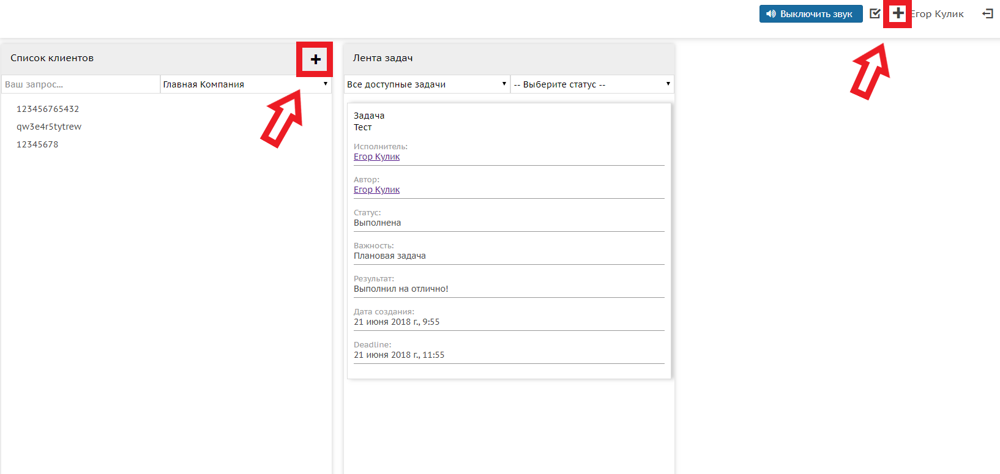 Выключить звук
Егор Кулик
Список клиентов
Ваш запрос...
Главная Компания
123456765432
qw3e4r5tytrew
12345678
Лента задач
Все доступные задачи
-- Выберите статус --
Задача
Тест
Исполнитель:
Егор Кулик
Автор:
Егор Кулик
Статус:
Выполнена
Важность:
Плановая задача
Результат:
Выполнил на отлично!
Дата создания:
21 июня 2018 г., 9:55
Deadline:
21 июня 2018 г., 11:55